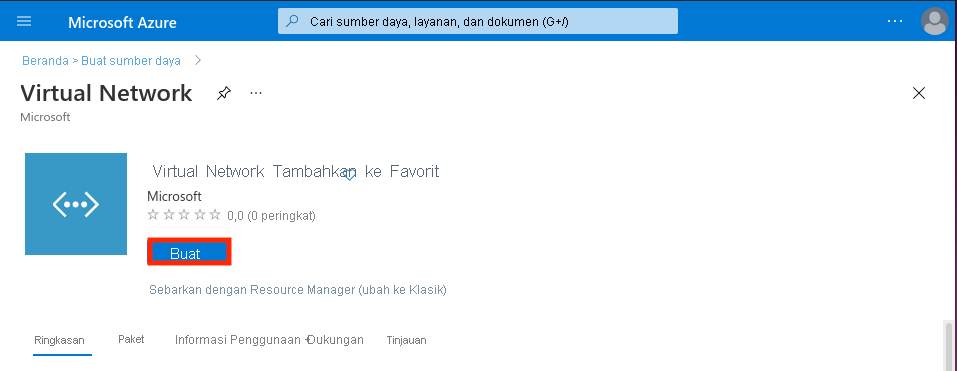 Microsoft Azure
Cari sumber daya, layanan, dan dokumen (G+/)
Beranda > Buat sumber daya >
Virtual Network
Microsoft
Virtual Network Tambahkan ke Favorit
Microsoft
0,0 (0 peringkat)
Buat
Sebarkan dengan Resource Manager (ubah ke Klasik)
Ringkasan Paket Informasi Penggunaan +Dukungan Tinjauan